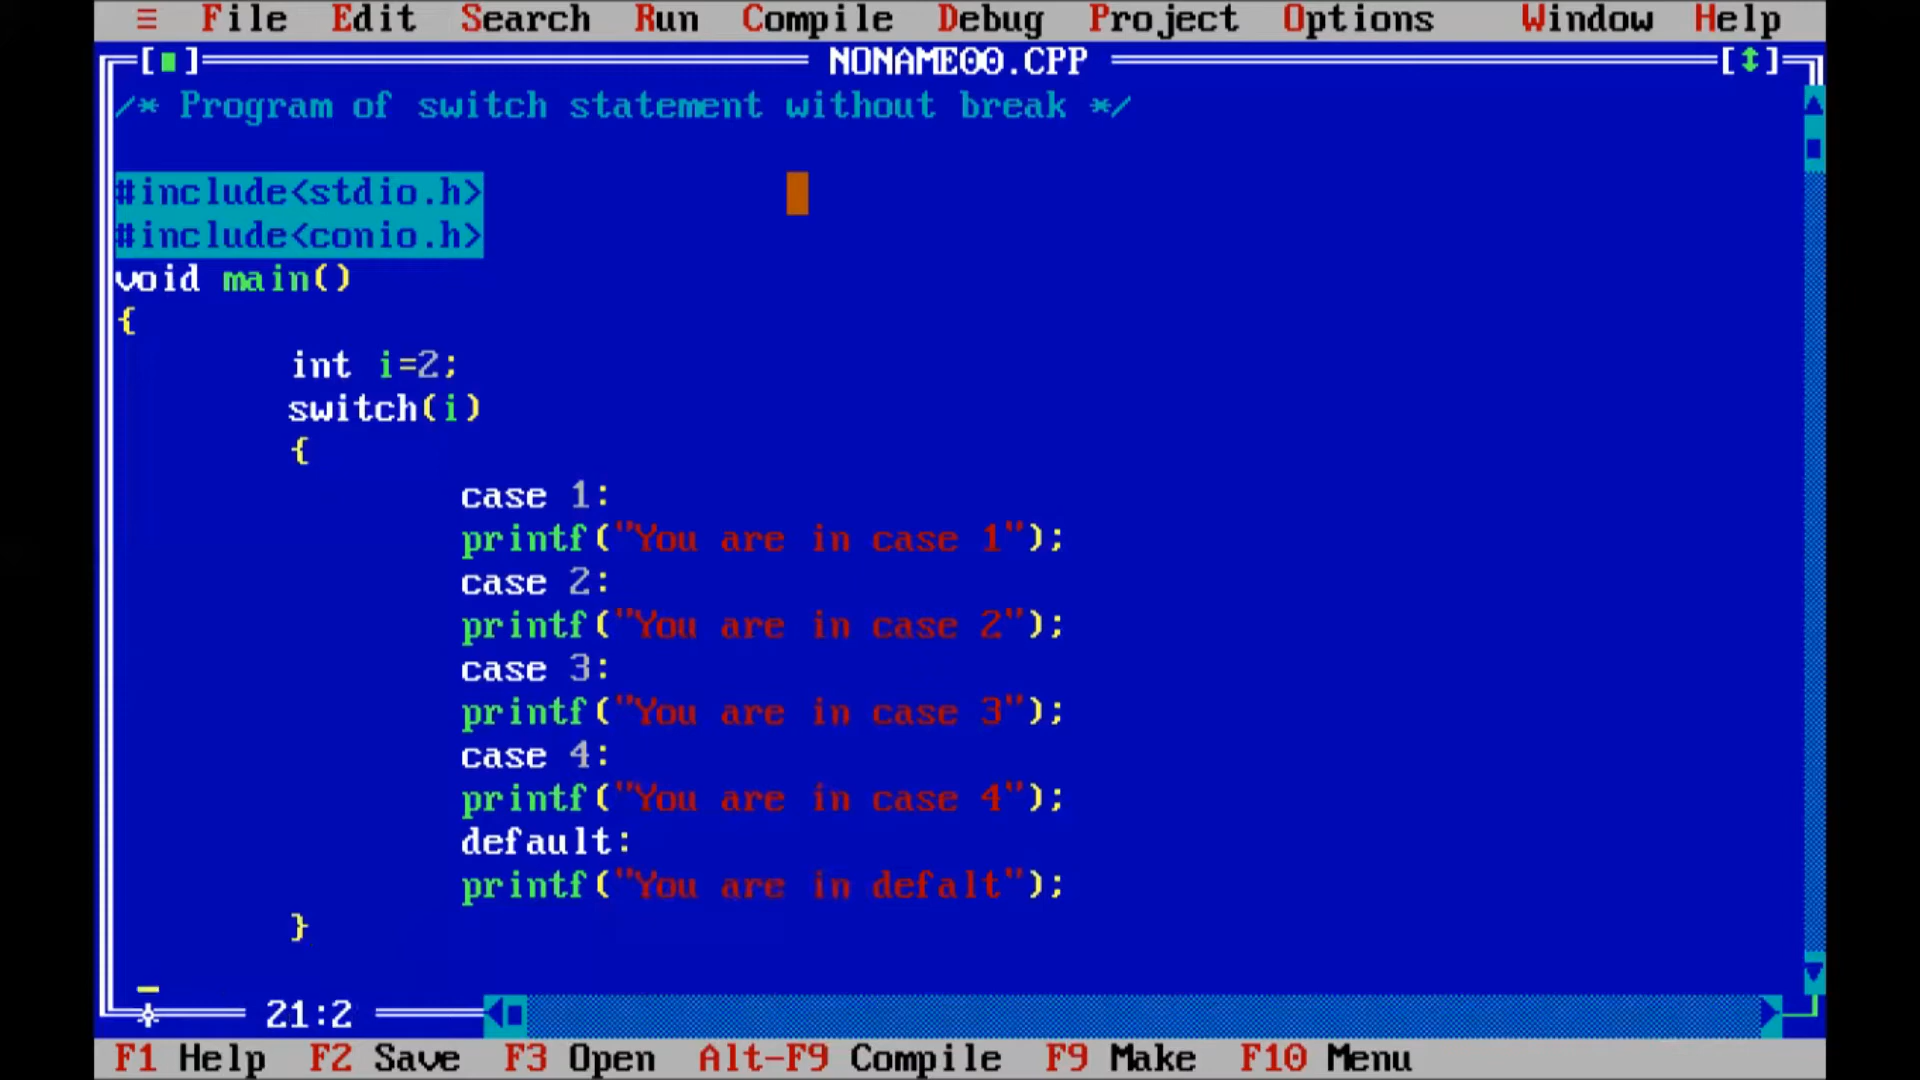 ≡ File Edit Search Run Compile Debug Project Options Window Help
[■] NONAME00.CPP [↕]
/* Program of switch statement without break */
#include<stdio.h>
#include<conio.h>
void main()
{
int i=2;
switch(i)
{
case 1:
printf("You are in case 1");
case 2:
printf("You are in case 2");
case 3:
printf("You are in case 3");
case 4:
printf("You are in case 4");
default:
printf("You are in defalt");
}
21:2
F1 Help F2 Save F3 Open Alt-F9 Compile F9 Make F10 Menu